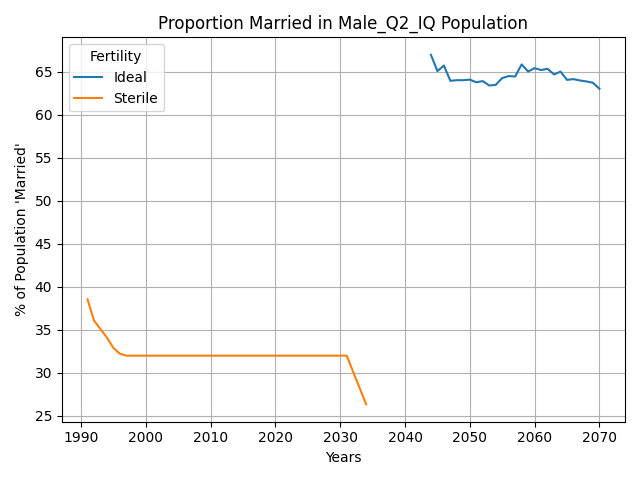 Proportion Married in Male_Q2_IQ Population
Fertility
Ideal
Sterile
% of Population 'Married'
65
60
55
50
45
40
35
30
25
1990 2000 2010 2020 2030 2040 2050 2060 2070
Years